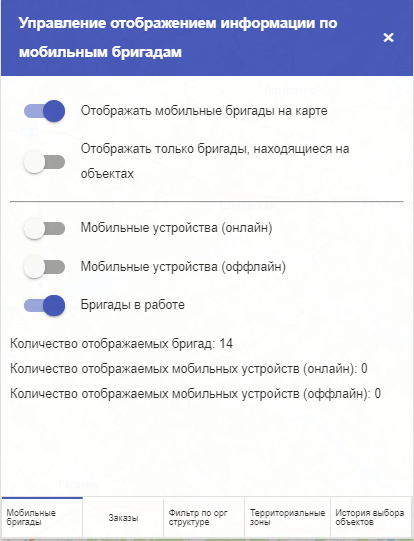 Управление отображением информации по
мобильным бригадам
×
Отображать мобильные бригады на карте
Отображать только бригады, находящиеся на
объектах
Мобильные устройства (онлайн)
Мобильные устройства (оффлайн)
Бригады в работе
Количество отображаемых бригад: 14
Количество отображаемых мобильных устройств (онлайн): 0
Количество отображаемых мобильных устройств (оффлайн): 0
Мобильные
бригады
Заказы
Фильтр по орг
структуре
Территориальные
зоны
История выбора
объектов